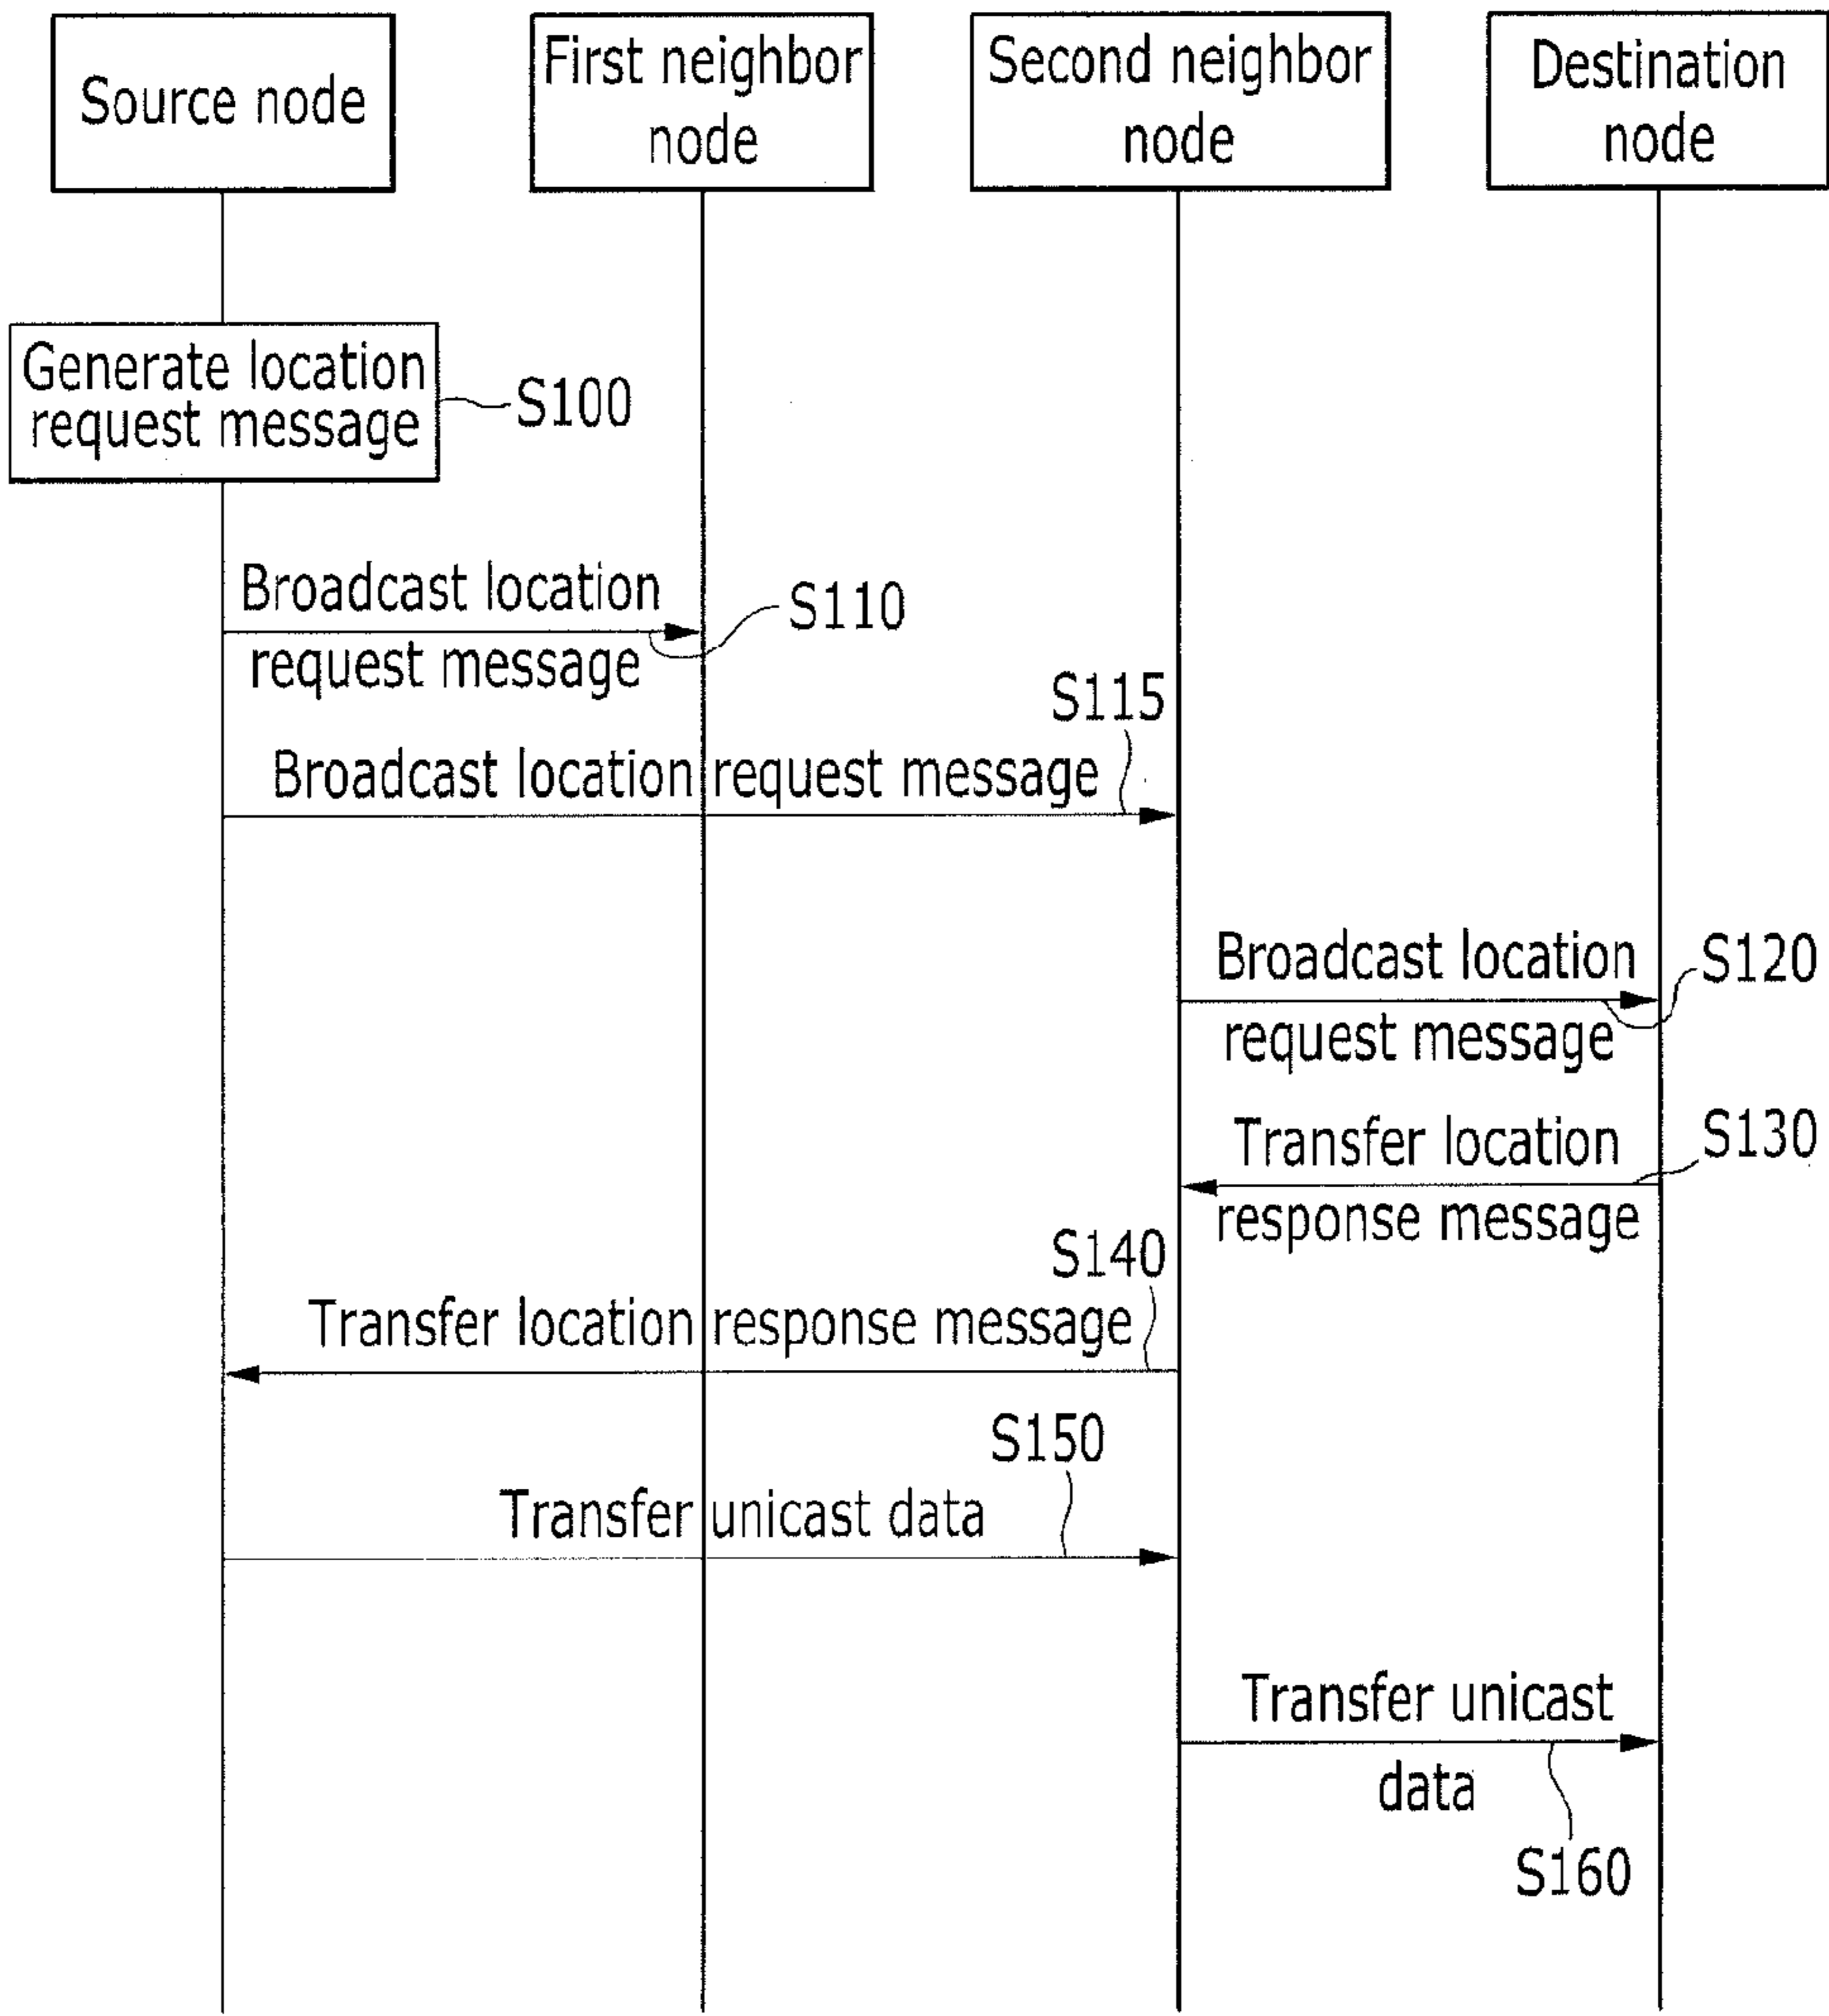 Source node
First neighbor
node
Second neighbor
node
Destination
node
Generate location
request message
S100
Broadcast location
request message
S110
S115
Broadcast location request message
Broadcast location
request message
S120
Transfer location
response message
S130
S140
Transfer location response message
S150
Transfer unicast data
Transfer unicast
data
S160